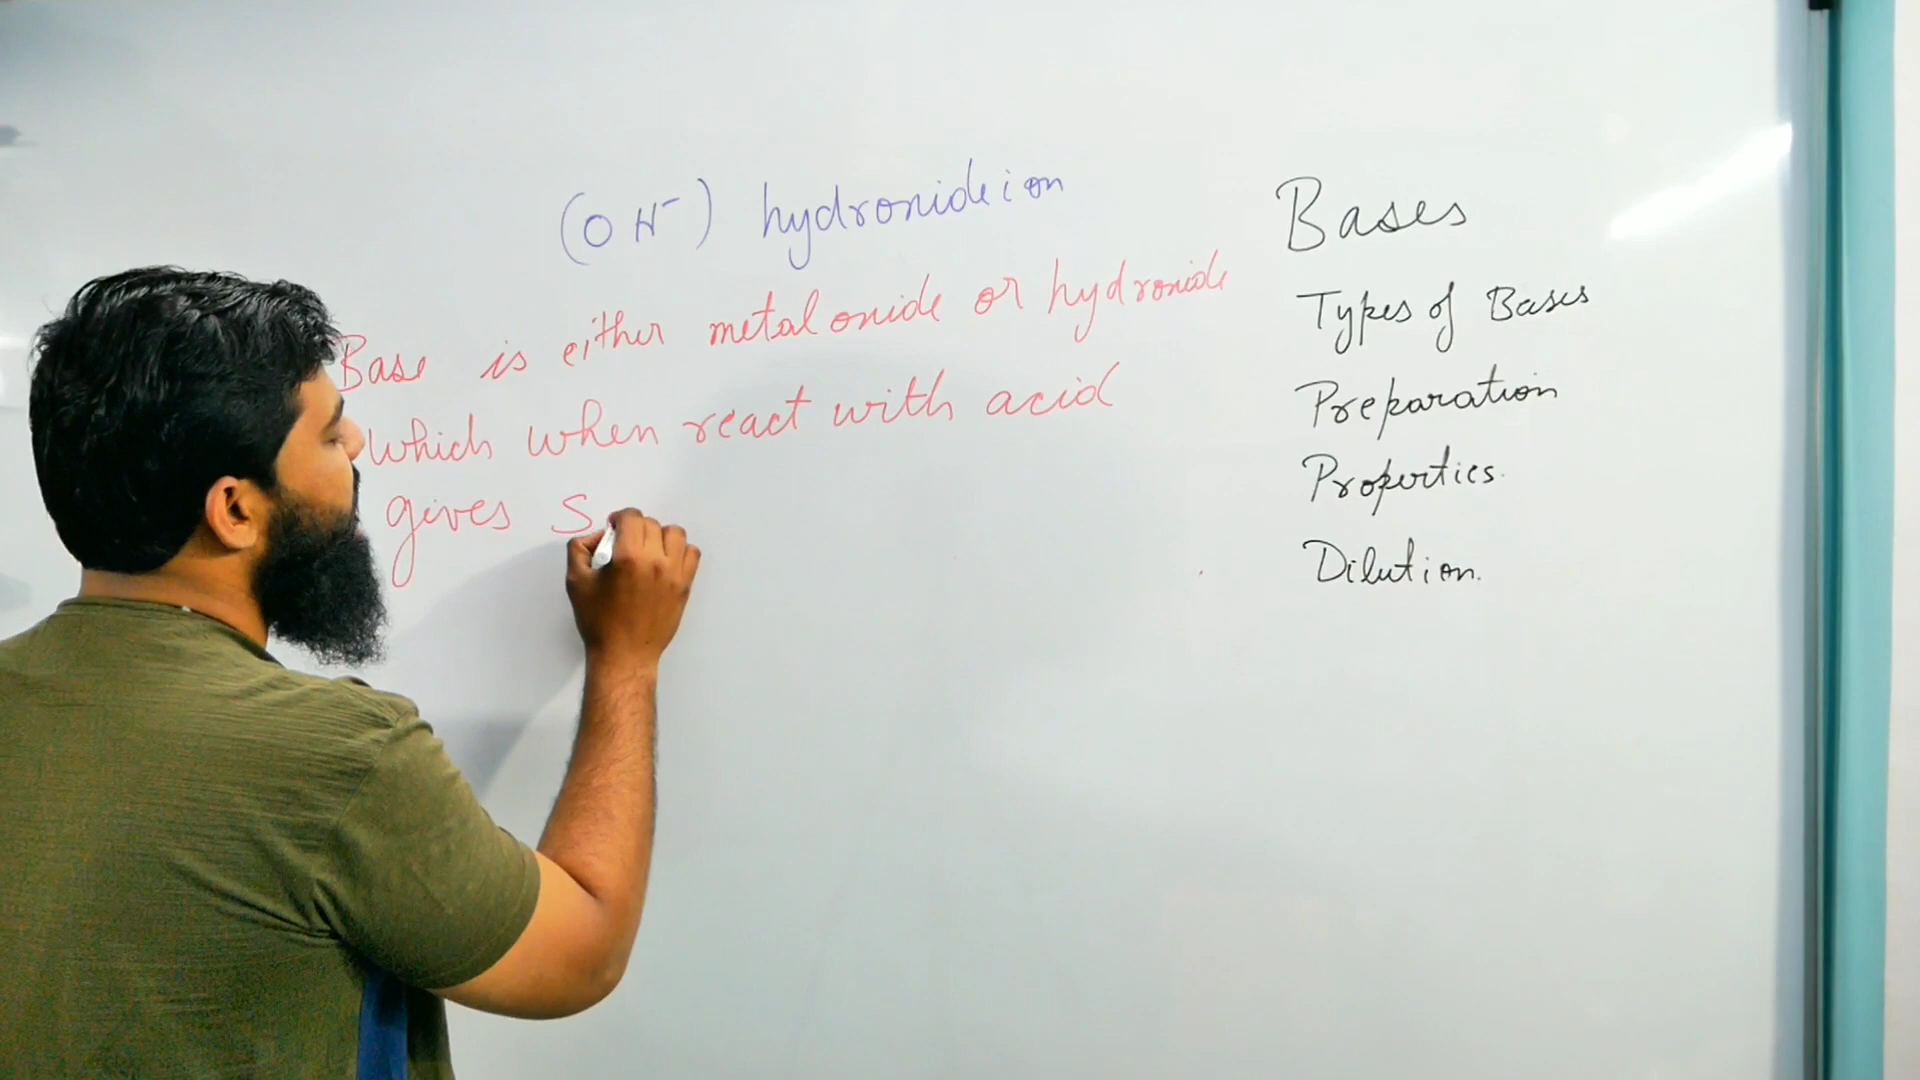 (OH⁻) hydroxide ion
Base is either metal oxide or hydroxide
which when react with acid
gives S
Bases
Types of Bases
Preparation
Properties.
Dilution.